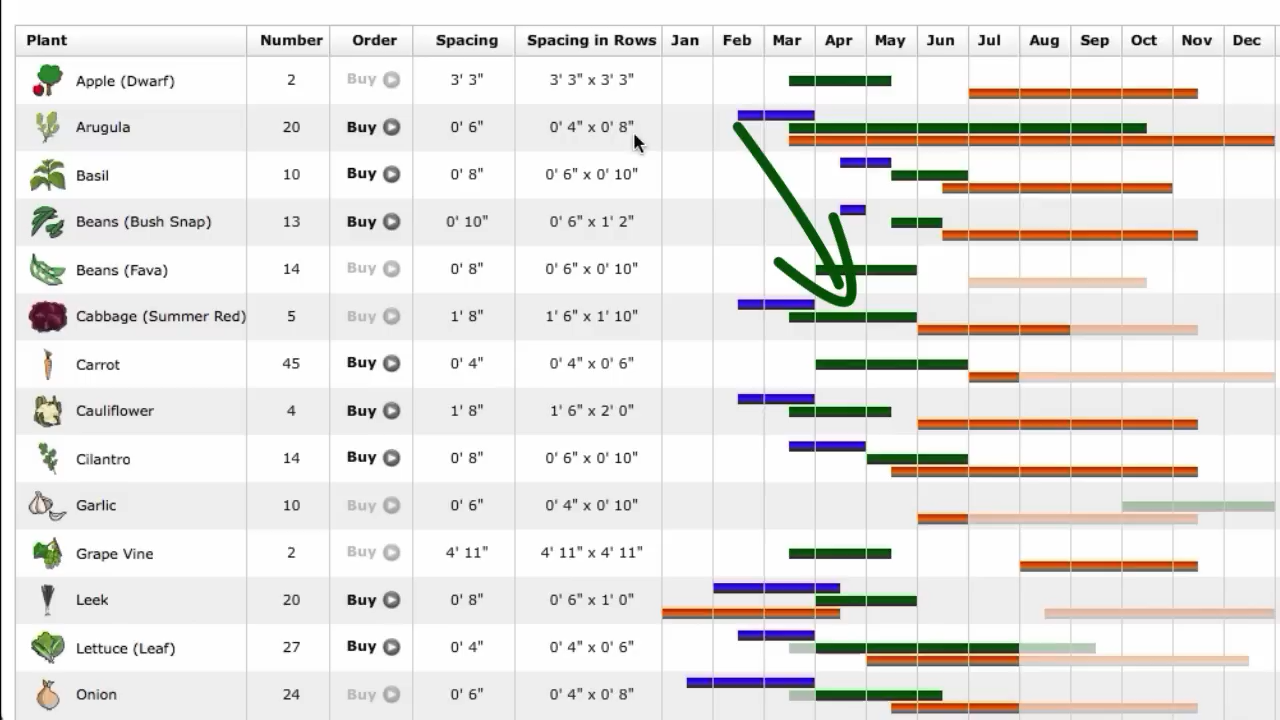 Plant Number Order Spacing Spacing in Rows Jan Feb Mar Apr May Jun Jul Aug Sep Oct Nov Dec
Apple (Dwarf) 2 Buy 3' 3" 3' 3" x 3' 3"
Arugula 20 Buy 0' 6" 0' 4" x 0' 8"
Basil 10 Buy 0' 8" 0' 6" x 0' 10"
Beans (Bush Snap) 13 Buy 0' 10" 0' 6" x 1' 2"
Beans (Fava) 14 Buy 0' 8" 0' 6" x 0' 10"
Cabbage (Summer Red) 5 Buy 1' 8" 1' 6" x 1' 10"
Carrot 45 Buy 0' 4" 0' 4" x 0' 6"
Cauliflower 4 Buy 1' 8" 1' 6" x 2' 0"
Cilantro 14 Buy 0' 8" 0' 6" x 0' 10"
Garlic 10 Buy 0' 6" 0' 4" x 0' 10"
Grape Vine 2 Buy 4' 11" 4' 11" x 4' 11"
Leek 20 Buy 0' 8" 0' 6" x 1' 0"
Lettuce (Leaf) 27 Buy 0' 4" 0' 4" x 0' 6"
Onion 24 Buy 0' 6" 0' 4" x 0' 8"